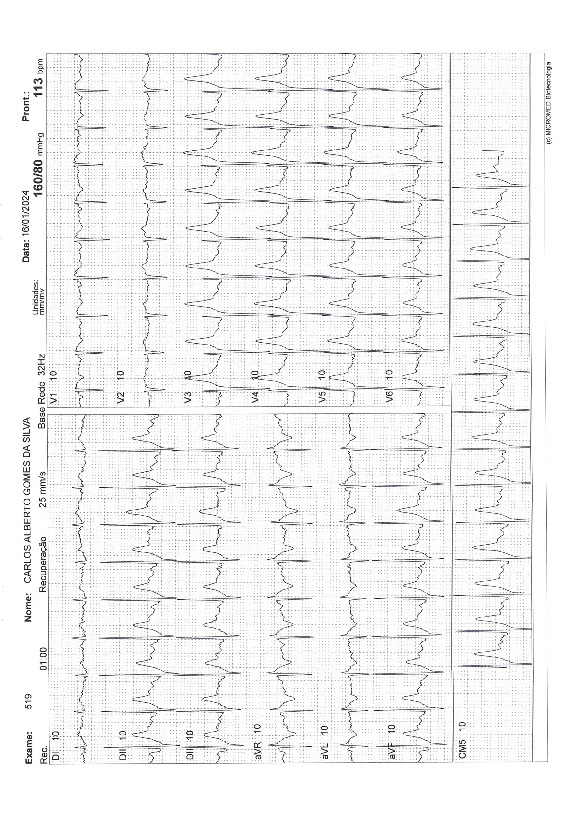 Exame: 519 Nome: CARLOS ALBERTO GOMES DA SILVA Data: 16/01/2024 Pront.:
Rec. 01:00 Recuperação 25 mm/s Base Rede 32Hz Unidades: mm/mv 160/80 mmHg 113 bpm
DI 10
V1 10
DII 10
V2 10
DIII 10
V3 10
aVR 10
V4 10
aVL 10
V5 10
aVF 10
V6 10
CM5 10
(c) MICROMED Biotecnologia